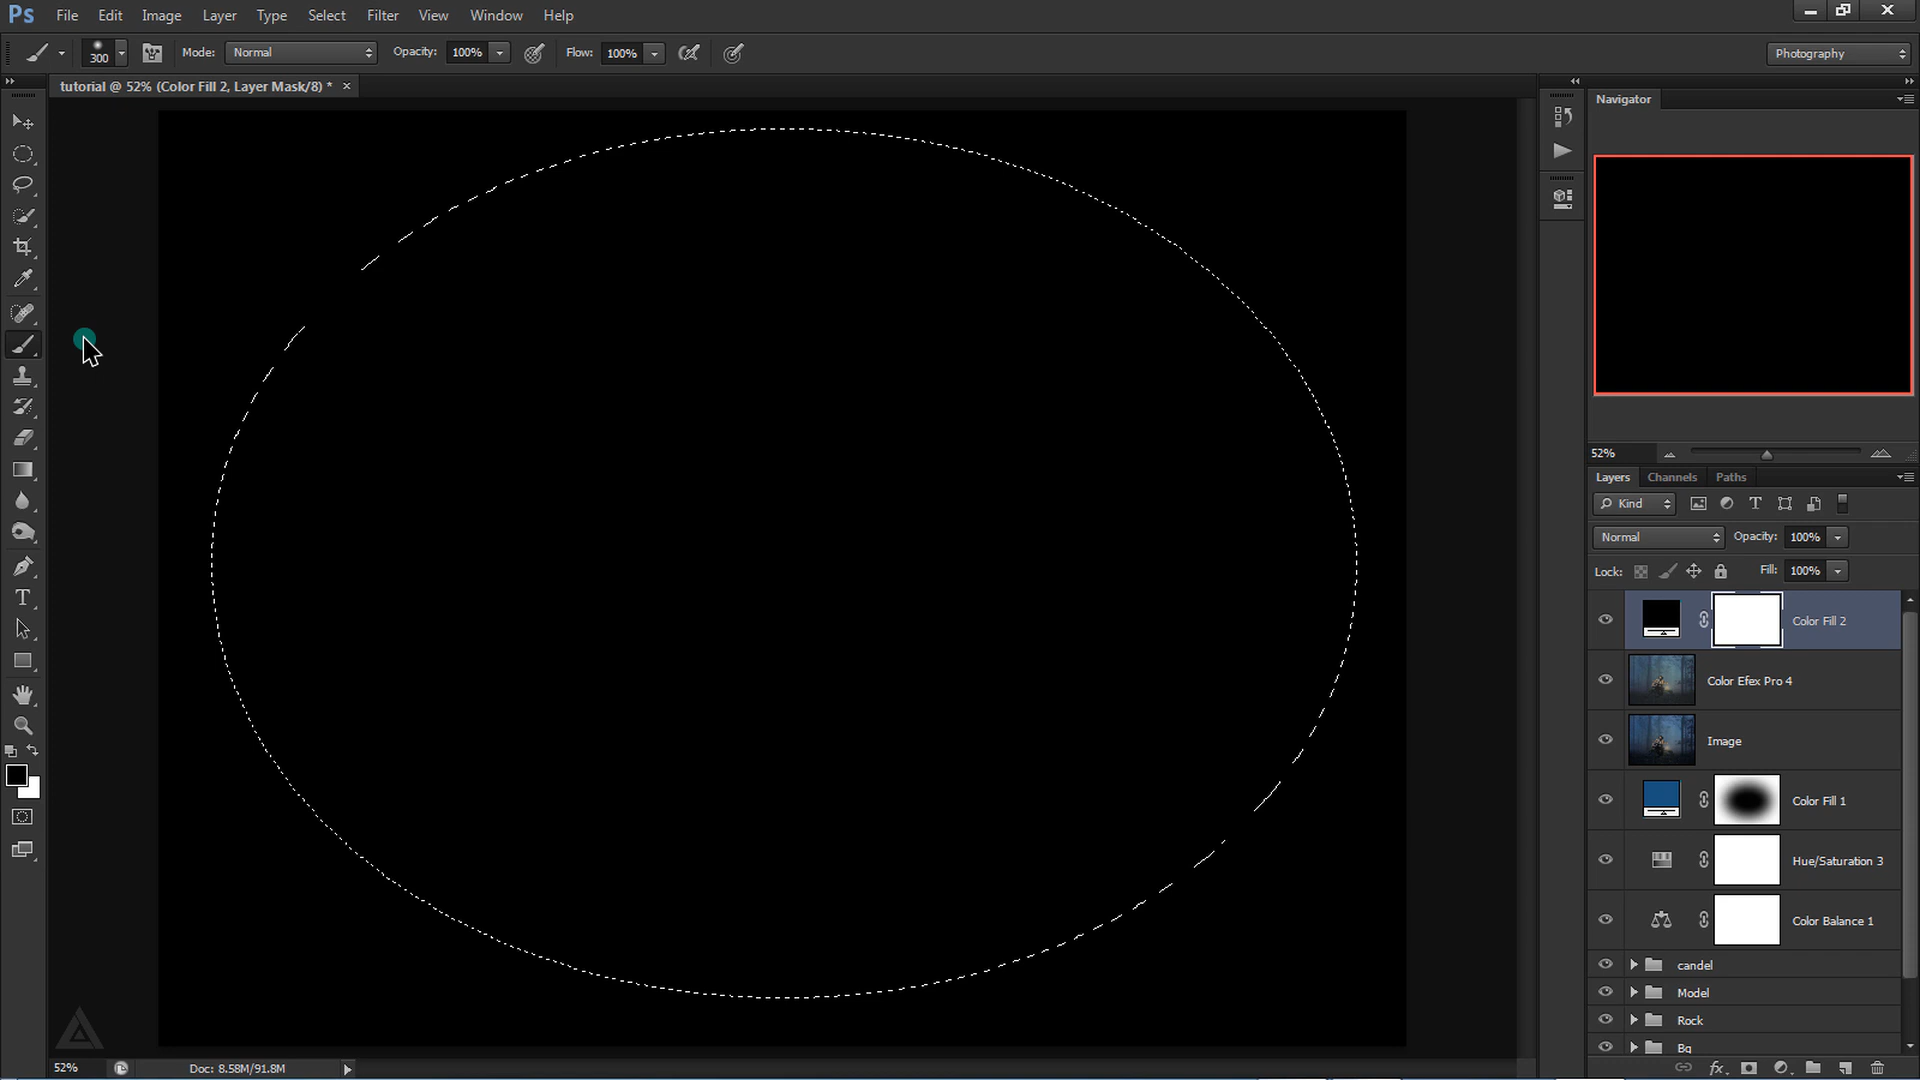 Ps File Edit Image Layer Type Select Filter View Window Help
300 Mode: Normal Opacity: 100% Flow: 100% Photography
tutorial @ 52% (Color Fill 2, Layer Mask/8) * ×
Navigator
52%
Layers Channels Paths
Kind T
Normal Opacity: 100%
Lock: Fill: 100%
Color Fill 2
Color Efex Pro 4
Image
Color Fill 1
Hue/Saturation 3
Color Balance 1
candel
Model
Rock
Bg
T
fx
52% Doc: 8.58M/91.8M